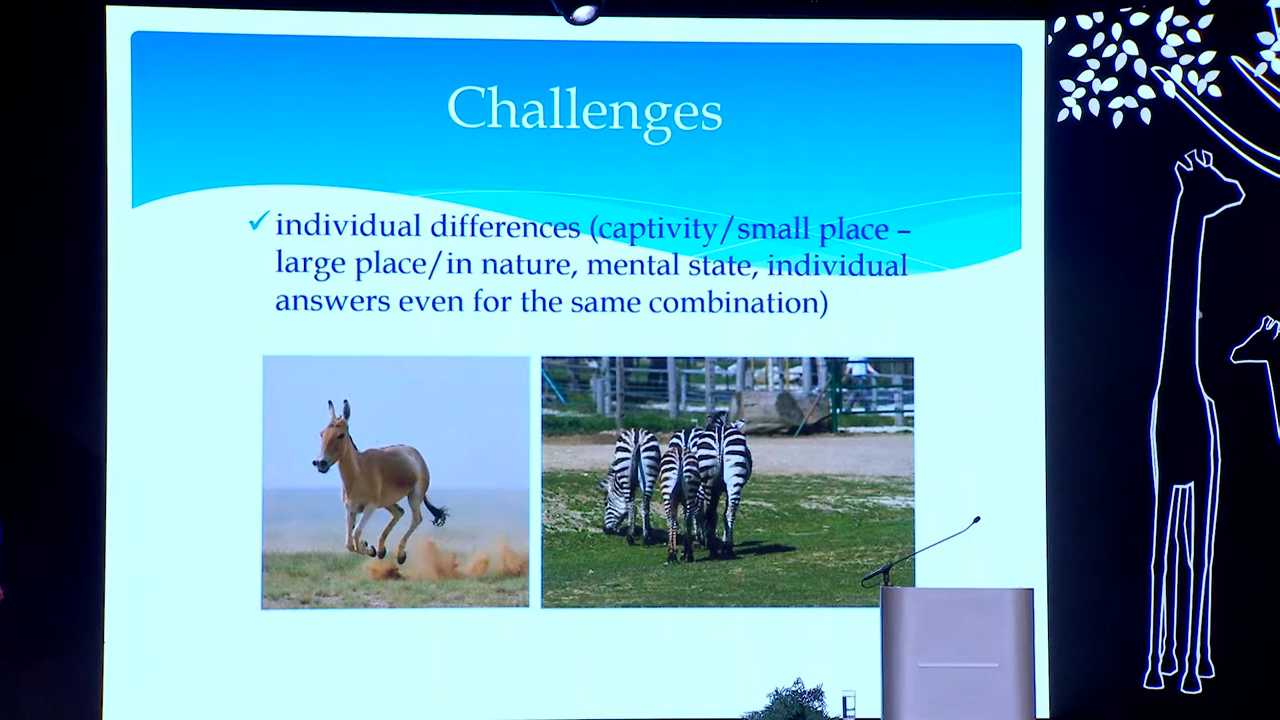 Challenges
✓ individual differences (captivity/small place –
large place/in nature, mental state, individual
answers even for the same combination)